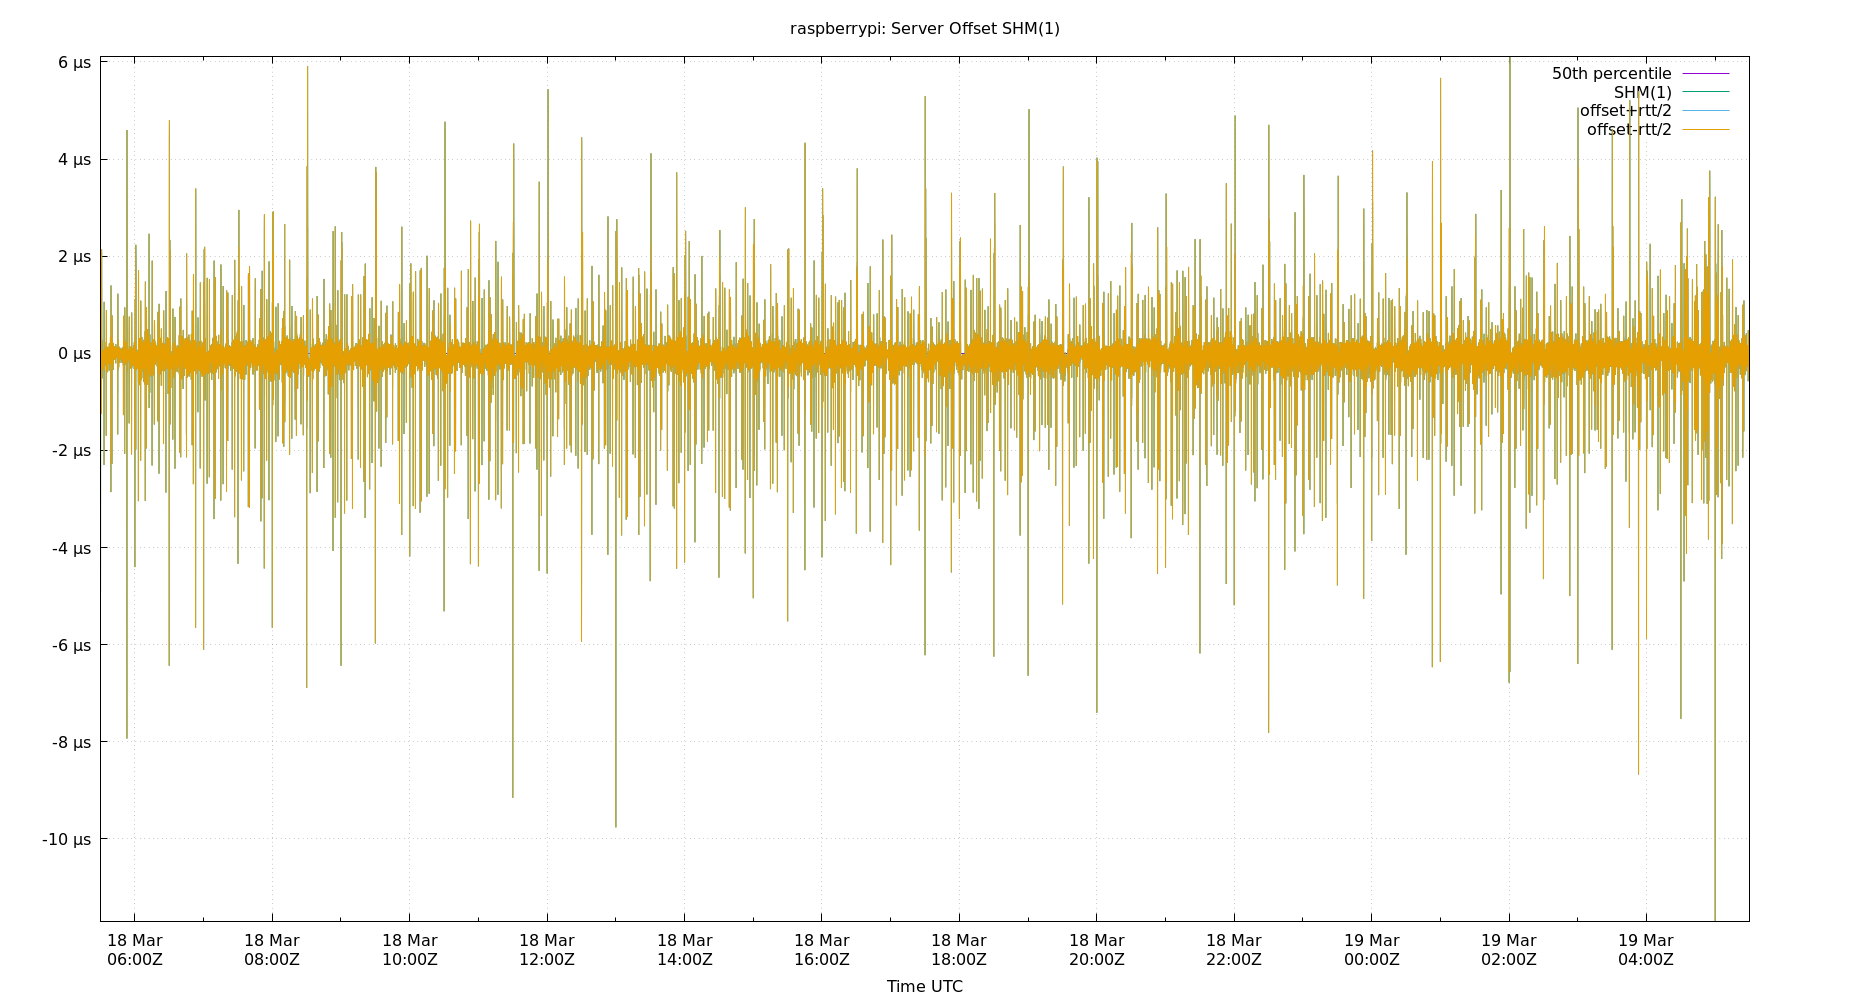 raspberrypi: Server Offset SHM(1)
50th percentile
SHM(1)
offset+rtt/2
offset-rtt/2
6 µs
4 µs
2 µs
0 µs
-2 µs
-4 µs
-6 µs
-8 µs
-10 µs
18 Mar 18 Mar 18 Mar 18 Mar 18 Mar 18 Mar 18 Mar 18 Mar 18 Mar 19 Mar 19 Mar 19 Mar
06:00Z 08:00Z 10:00Z 12:00Z 14:00Z 16:00Z 18:00Z 20:00Z 22:00Z 00:00Z 02:00Z 04:00Z
Time UTC